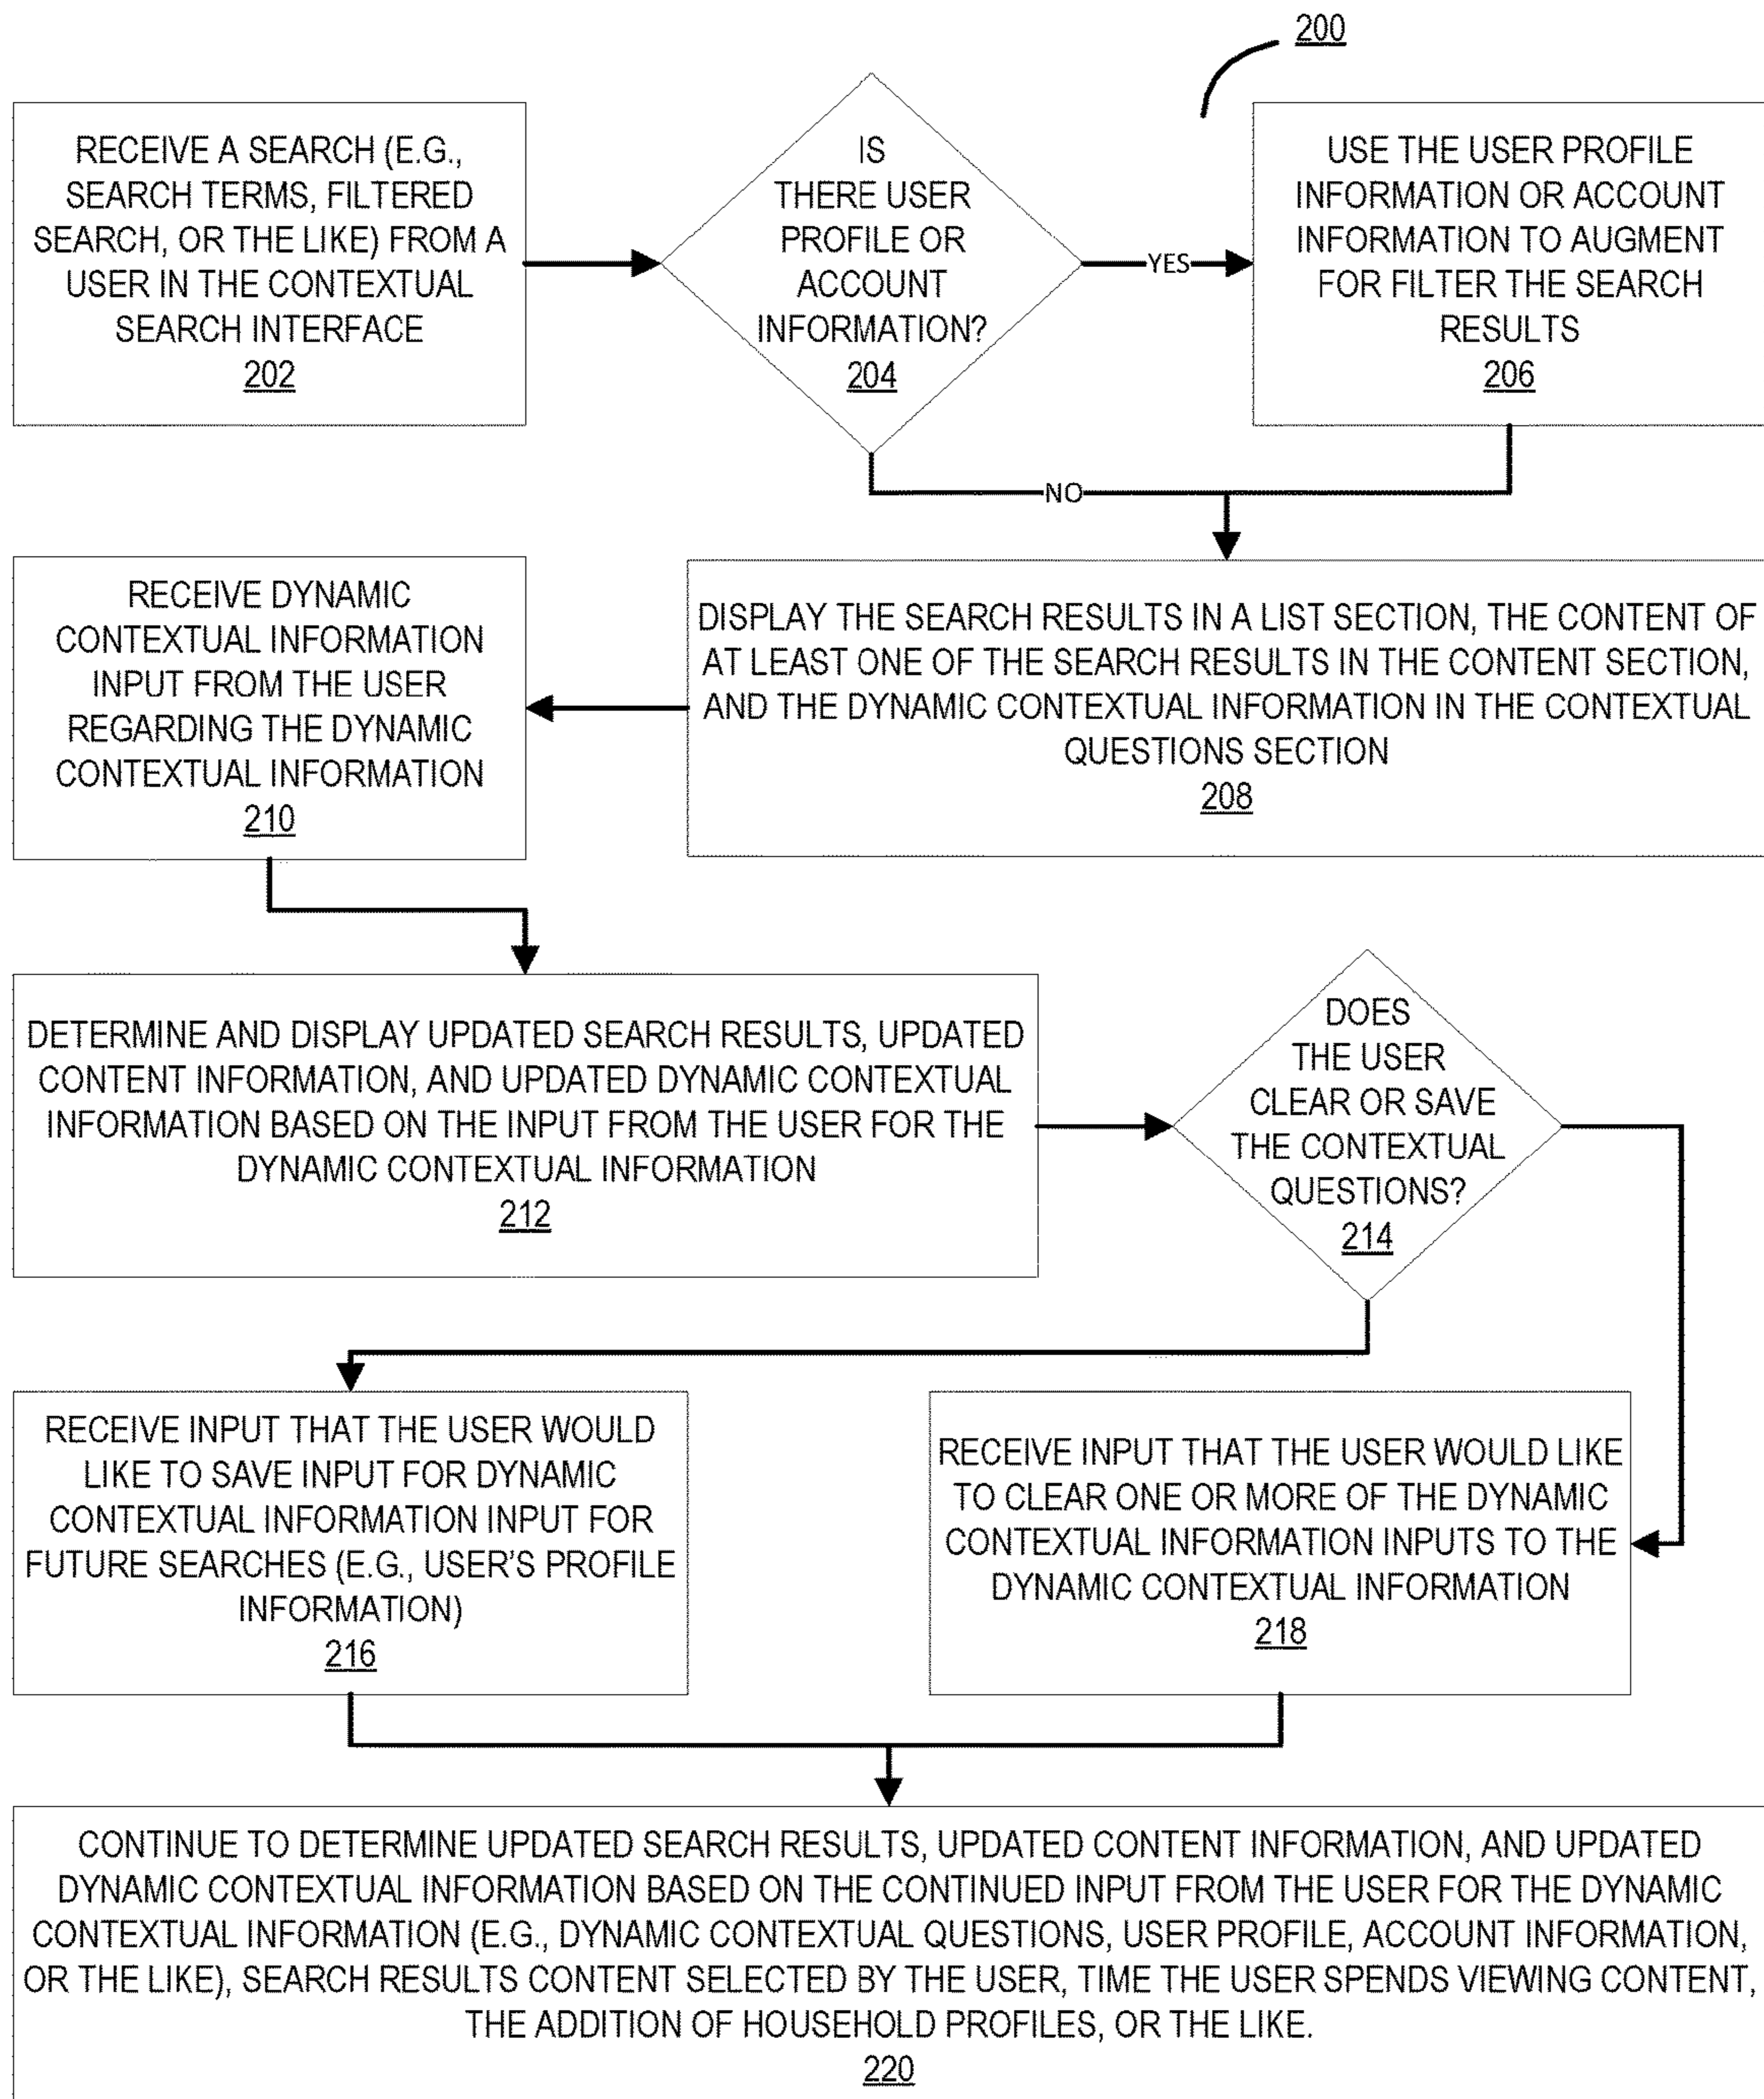 200
RECEIVE A SEARCH (E.G.,
SEARCH TERMS, FILTERED
SEARCH, OR THE LIKE) FROM A
USER IN THE CONTEXTUAL
SEARCH INTERFACE
202
IS
THERE USER
PROFILE OR
ACCOUNT
INFORMATION?
204
YES
USE THE USER PROFILE
INFORMATION OR ACCOUNT
INFORMATION TO AUGMENT
FOR FILTER THE SEARCH
RESULTS
206
NO
DISPLAY THE SEARCH RESULTS IN A LIST SECTION, THE CONTENT OF
AT LEAST ONE OF THE SEARCH RESULTS IN THE CONTENT SECTION,
AND THE DYNAMIC CONTEXTUAL INFORMATION IN THE CONTEXTUAL
QUESTIONS SECTION
208
RECEIVE DYNAMIC
CONTEXTUAL INFORMATION
INPUT FROM THE USER
REGARDING THE DYNAMIC
CONTEXTUAL INFORMATION
210
DETERMINE AND DISPLAY UPDATED SEARCH RESULTS, UPDATED
CONTENT INFORMATION, AND UPDATED DYNAMIC CONTEXTUAL
INFORMATION BASED ON THE INPUT FROM THE USER FOR THE
DYNAMIC CONTEXTUAL INFORMATION
212
DOES
THE USER
CLEAR OR SAVE
THE CONTEXTUAL
QUESTIONS?
214
RECEIVE INPUT THAT THE USER WOULD
LIKE TO SAVE INPUT FOR DYNAMIC
CONTEXTUAL INFORMATION INPUT FOR
FUTURE SEARCHES (E.G., USER'S PROFILE
INFORMATION)
216
RECEIVE INPUT THAT THE USER WOULD LIKE
TO CLEAR ONE OR MORE OF THE DYNAMIC
CONTEXTUAL INFORMATION INPUTS TO THE
DYNAMIC CONTEXTUAL INFORMATION
218
CONTINUE TO DETERMINE UPDATED SEARCH RESULTS, UPDATED CONTENT INFORMATION, AND UPDATED
DYNAMIC CONTEXTUAL INFORMATION BASED ON THE CONTINUED INPUT FROM THE USER FOR THE DYNAMIC
CONTEXTUAL INFORMATION (E.G., DYNAMIC CONTEXTUAL QUESTIONS, USER PROFILE, ACCOUNT INFORMATION,
OR THE LIKE), SEARCH RESULTS CONTENT SELECTED BY THE USER, TIME THE USER SPENDS VIEWING CONTENT,
THE ADDITION OF HOUSEHOLD PROFILES, OR THE LIKE.
220